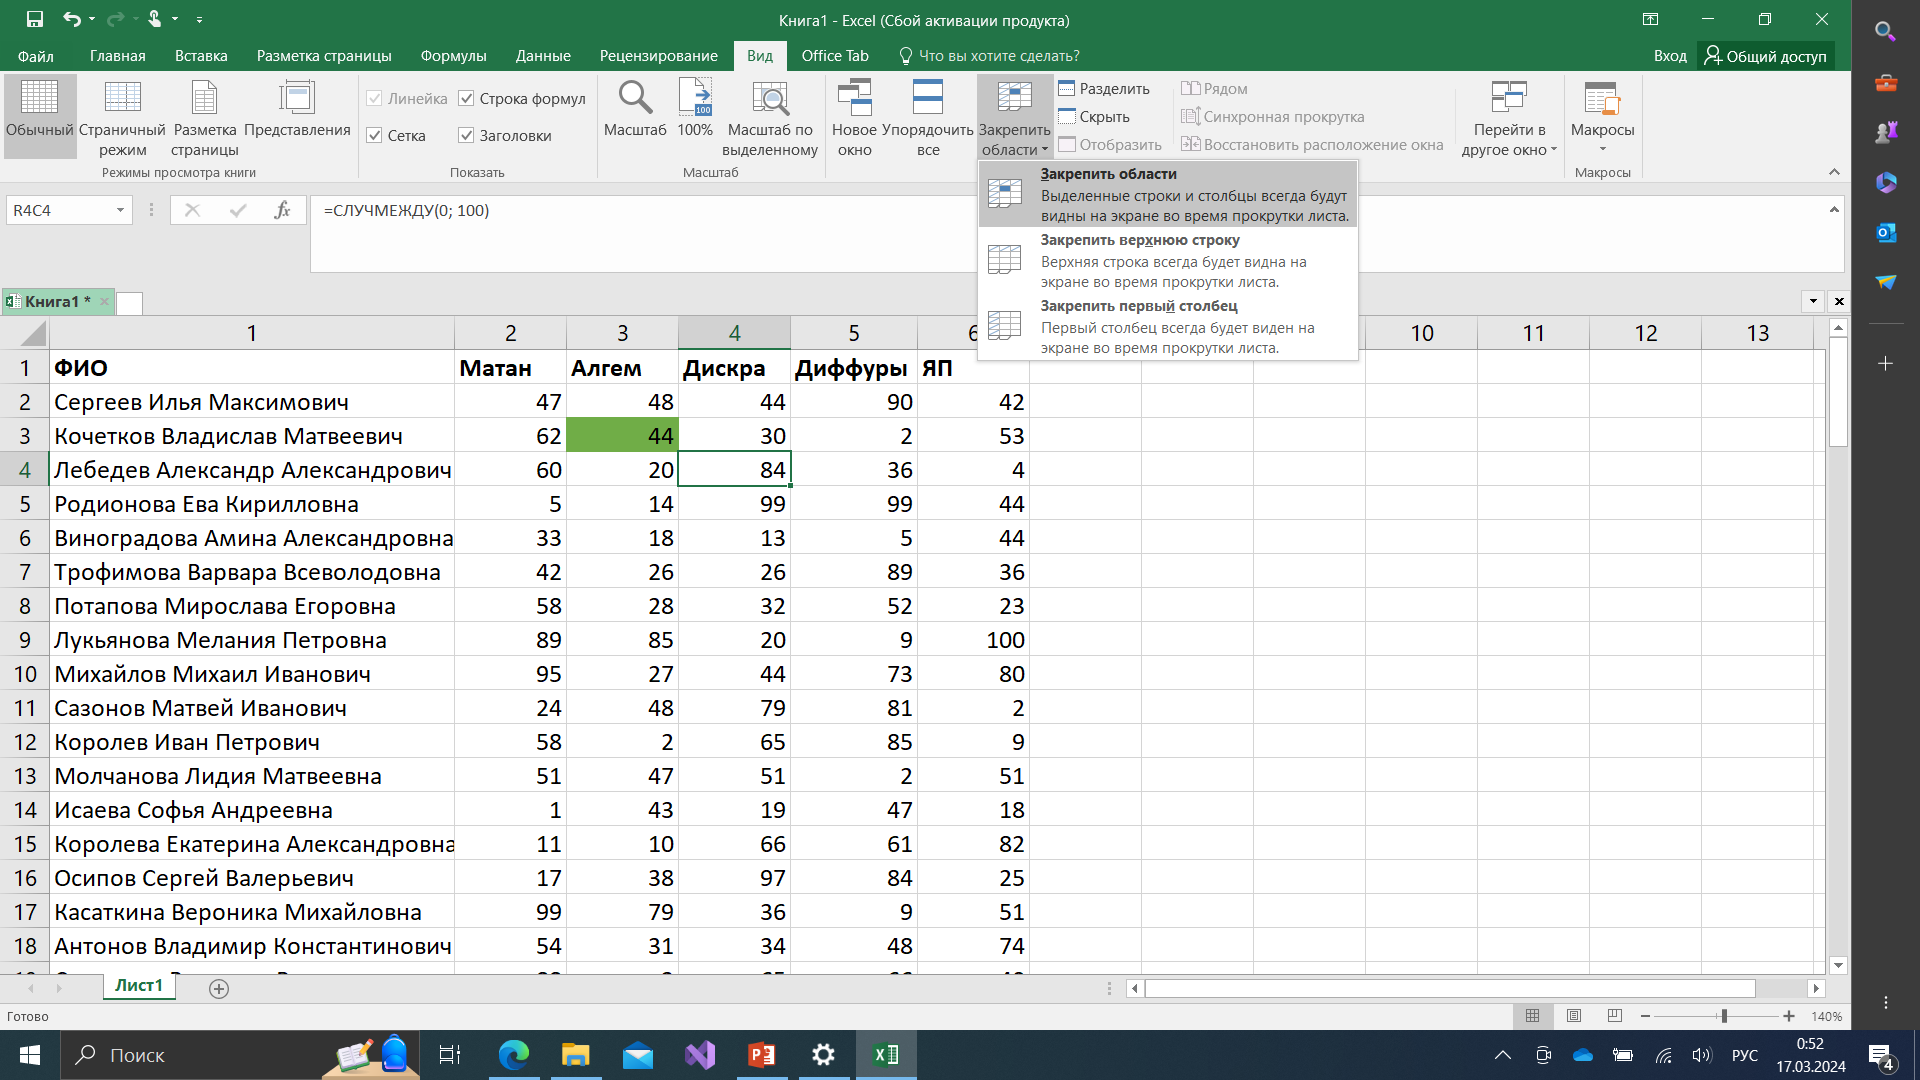 Книга1 - Excel (Сбой активации продукта)
Файл Главная Вставка Разметка страницы Формулы Данные Рецензирование Вид Office Tab Что вы хотите сделать? Вход Общий доступ
Обычный Страничный режим Разметка страницы Представления
Режимы просмотра книги
Линейка Строка формул
Сетка Заголовки
Показать
Масштаб 100% Масштаб по выделенному
Масштаб
Новое окно Упорядочить все Закрепить области
Разделить
Скрыть
Отобразить
Рядом
Синхронная прокрутка
Восстановить расположение окна
Перейти в другое окно
Макросы
Макросы
Закрепить области
Выделенные строки и столбцы всегда будут
видны на экране во время прокрутки листа.
Закрепить верхнюю строку
Верхняя строка всегда будет видна на
экране во время прокрутки листа.
Закрепить первый столбец
Первый столбец всегда будет виден на
экране во время прокрутки листа.
R4C4 fx =СЛУЧМЕЖДУ(0; 100)
Книга1 *
1 2 3 4 5 6 10 11 12 13
1 ФИО Матан Алгем Дискра Диффуры ЯП
2 Сергеев Илья Максимович 47 48 44 90 42
3 Кочетков Владислав Матвеевич 62 44 30 2 53
4 Лебедев Александр Александрович 60 20 84 36 4
5 Родионова Ева Кирилловна 5 14 99 99 44
6 Виноградова Амина Александровна 33 18 13 5 44
7 Трофимова Варвара Всеволодовна 42 26 26 89 36
8 Потапова Мирослава Егоровна 58 28 32 52 23
9 Лукьянова Мелания Петровна 89 85 20 9 100
10 Михайлов Михаил Иванович 95 27 44 73 80
11 Сазонов Матвей Иванович 24 48 79 81 2
12 Королев Иван Петрович 58 2 65 85 9
13 Молчанова Лидия Матвеевна 51 47 51 2 51
14 Исаева Софья Андреевна 1 43 19 47 18
15 Королева Екатерина Александровна 11 10 66 61 82
16 Осипов Сергей Валерьевич 17 38 97 84 25
17 Касаткина Вероника Михайловна 99 79 36 9 51
18 Антонов Владимир Константинович 54 31 34 48 74
Лист1
Готово 140%
Поиск РУС 0:52
17.03.2024 4